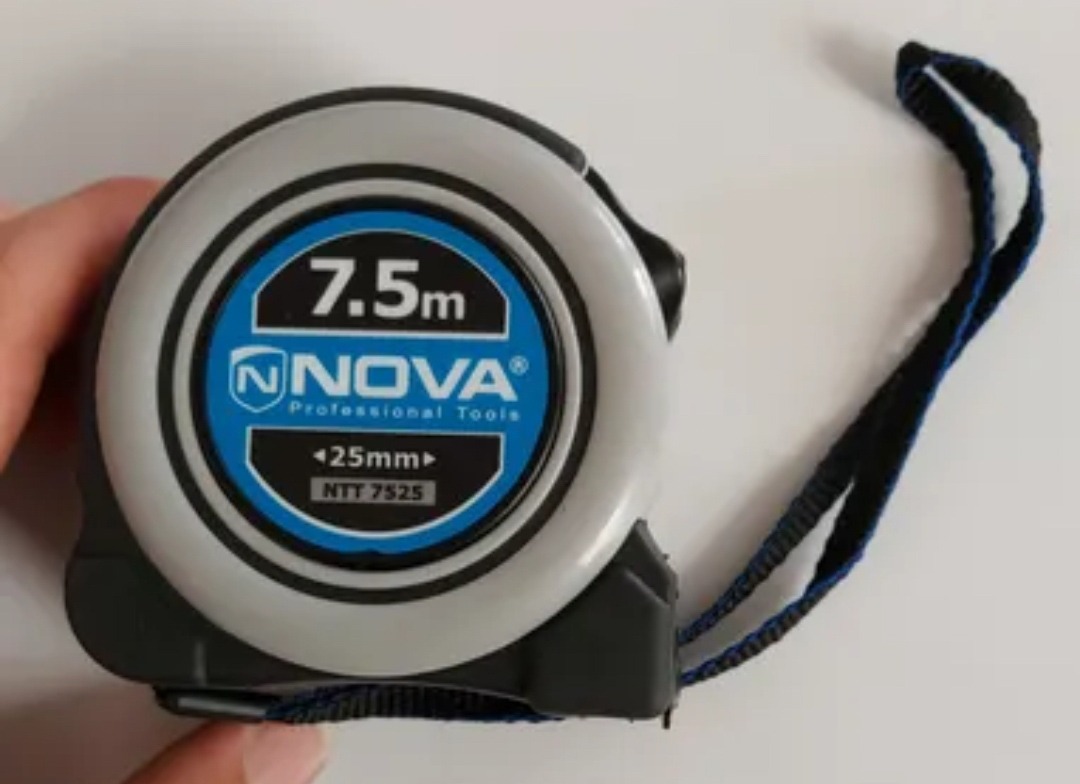 7.5m
N NOVA®
Professional Tools
◄25mm►
NTT 7525